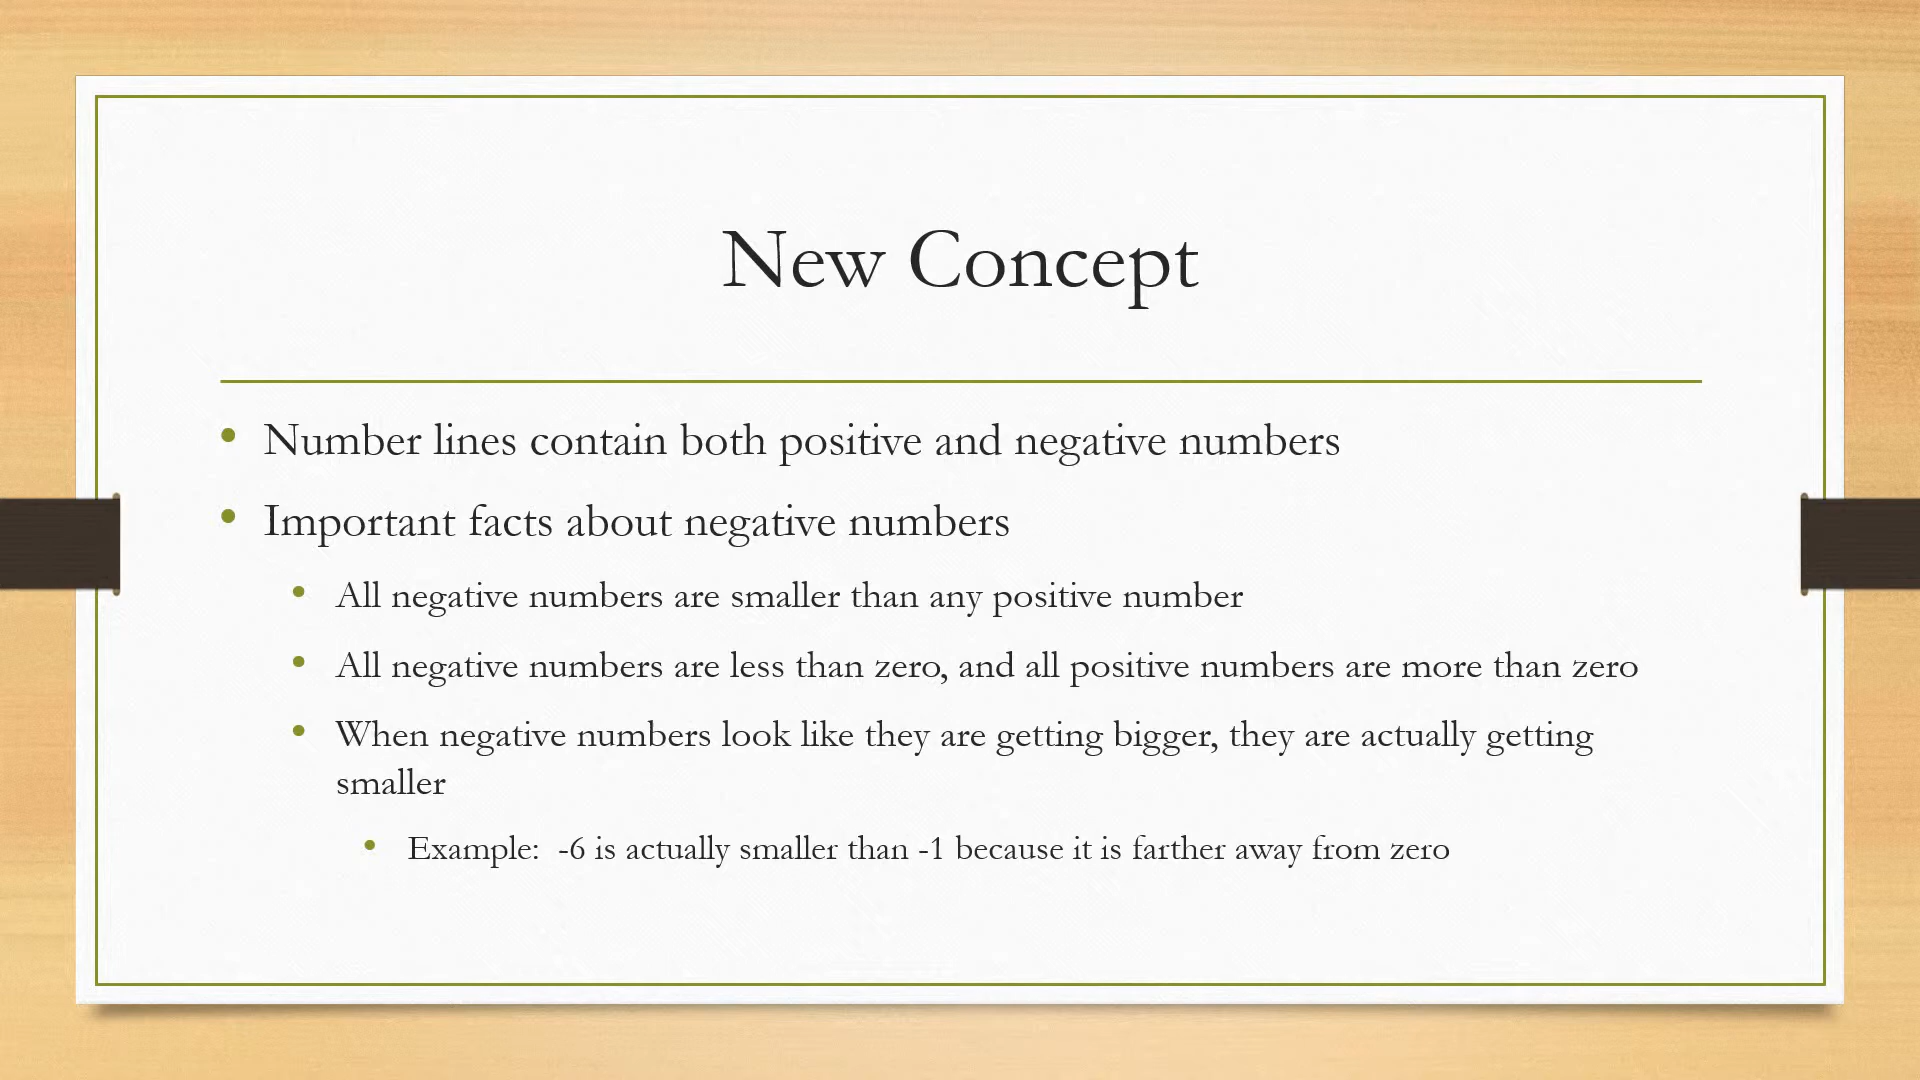 New Concept
• Number lines contain both positive and negative numbers
• Important facts about negative numbers
• All negative numbers are smaller than any positive number
• All negative numbers are less than zero, and all positive numbers are more than zero
• When negative numbers look like they are getting bigger, they are actually getting
smaller
• Example:  -6 is actually smaller than -1 because it is farther away from zero